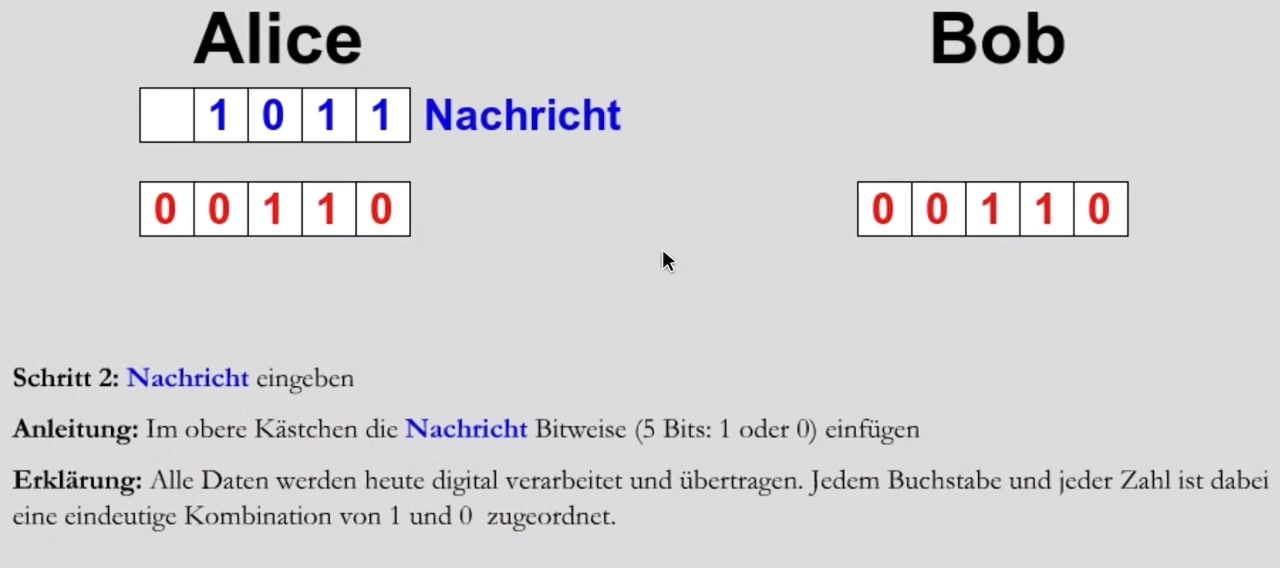 Alice Bob
1 0 1 1 Nachricht
0 0 1 1 0 0 0 1 1 0
Schritt 2: Nachricht eingeben
Anleitung: Im obere Kästchen die Nachricht Bitweise (5 Bits: 1 oder 0) einfügen
Erklärung: Alle Daten werden heute digital verarbeitet und übertragen. Jedem Buchstabe und jeder Zahl ist dabei
eine eindeutige Kombination von 1 und 0 zugeordnet.